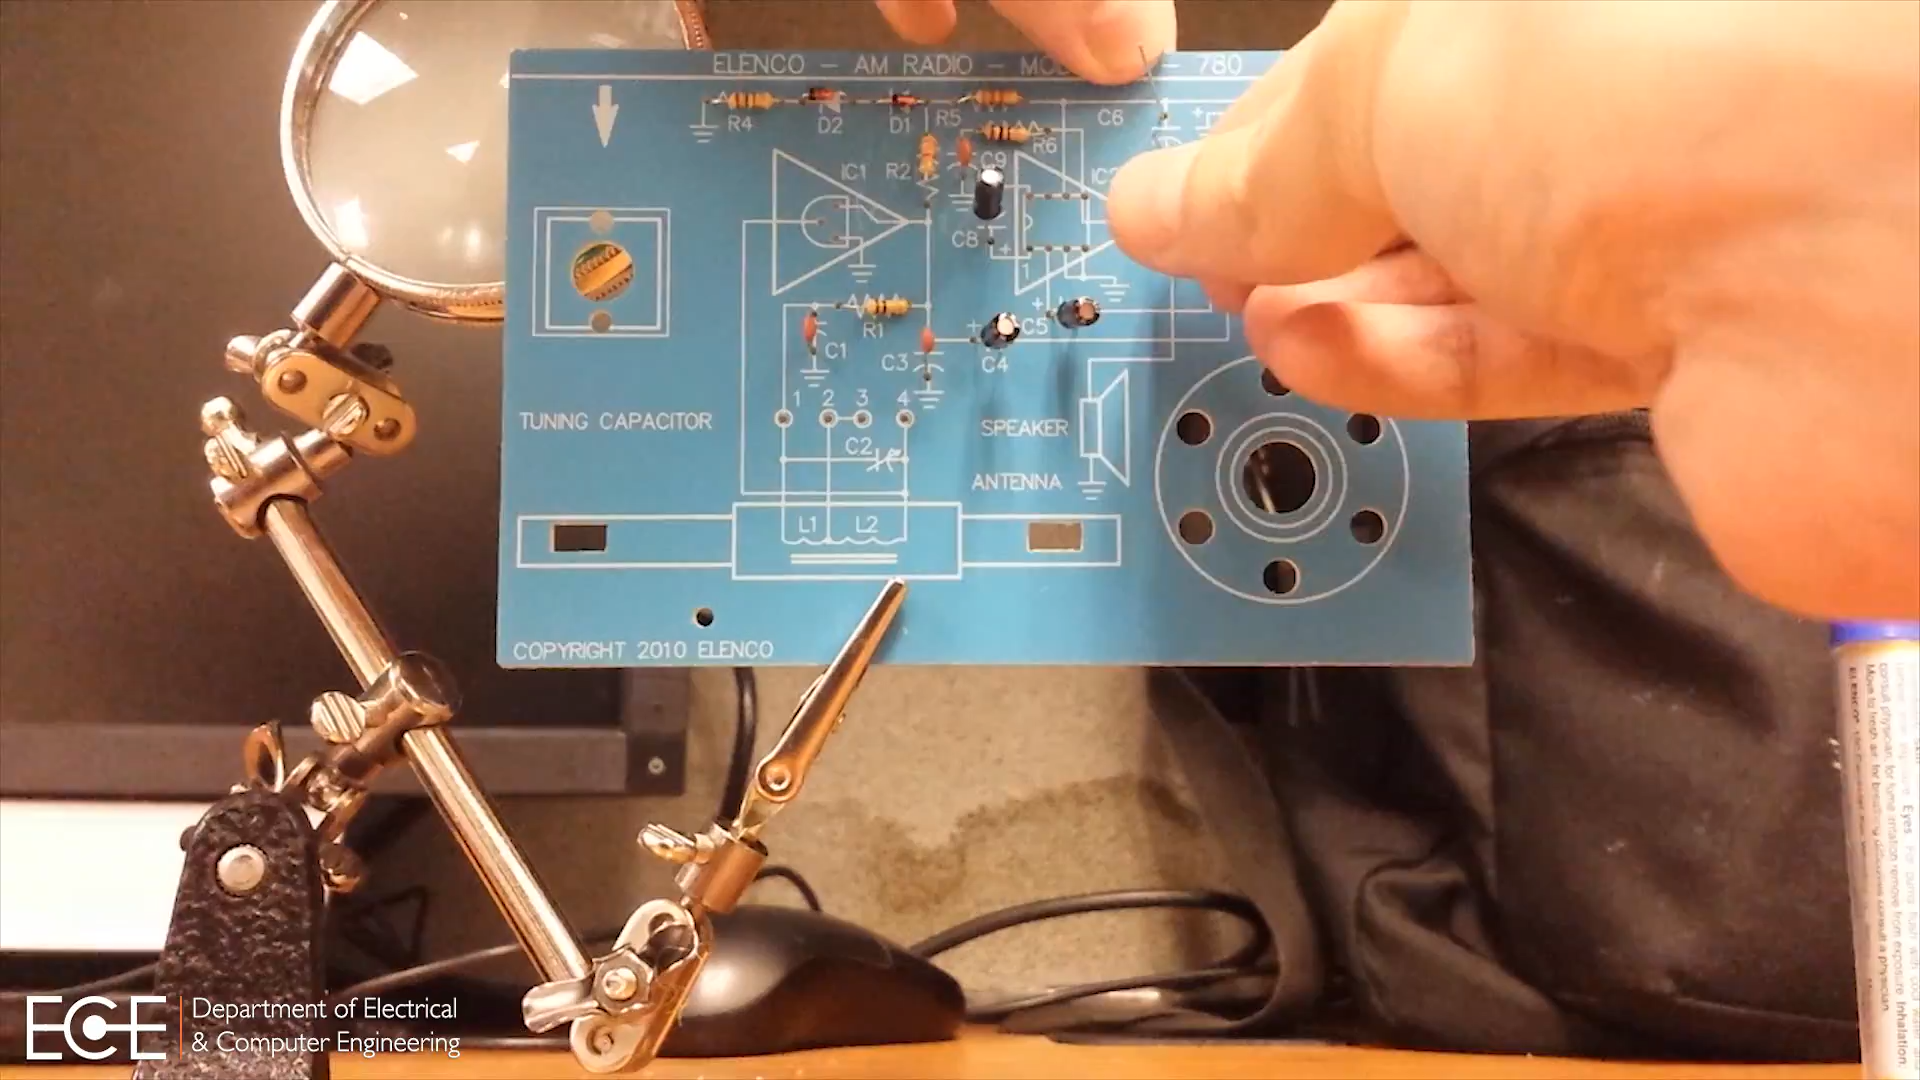 ELENCO - AM RADIO - MOD - 780
R4
D2
D1
R5
C6
R6
IC1
R2
C9
C8
+
1
+
R1
C5
C1
+
C3
C4
1 2 3 4
TUNING CAPACITOR
SPEAKER
C2
ANTENNA
L1 L2
COPYRIGHT 2010 ELENCO
ECE
Department of Electrical
& Computer Engineering